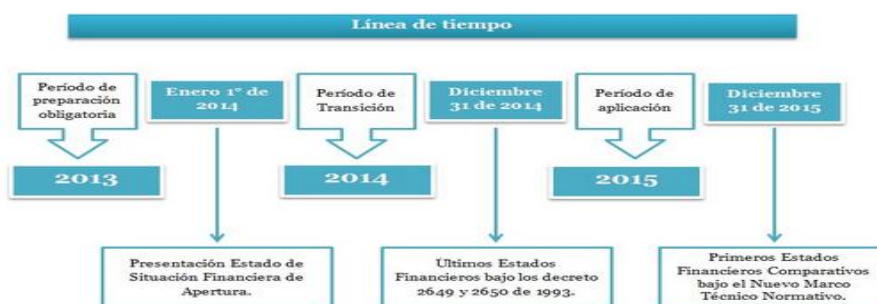 Línea de tiempo
Período de
preparación
obligatoria
Enero 1° de
2014
Período de
Transición
Diciembre
31 de 2014
Período de
aplicación
Diciembre
31 de 2015
2013
2014
2015
Presentación Estado de
Situación Financiera de
Apertura.
Últimos Estados
Financieros bajo los decreto
2649 y 2650 de 1993.
Primeros Estados
Financieros Comparativos
bajo el Nuevo Marco
Técnico Normativo.